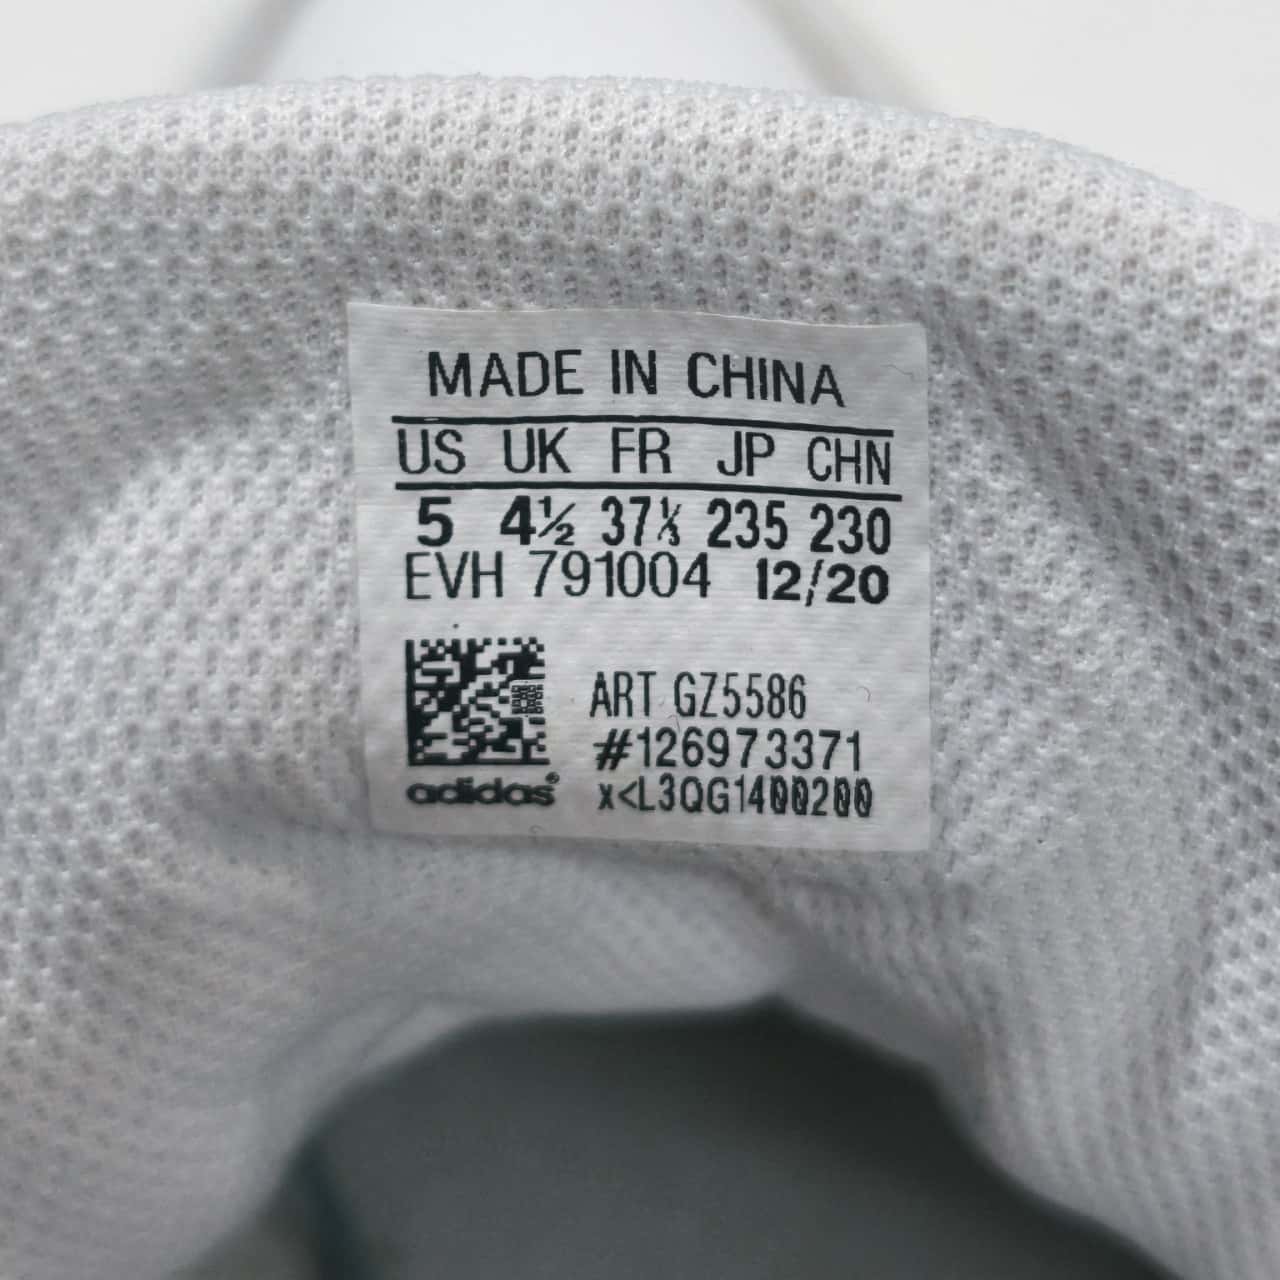 MADE IN CHINA
US UK FR JP CHN
5 4½ 37⅓ 235 230
EVH 791004 12/20
ART GZ5586
#126973371
adidas® x<L3QG1400200